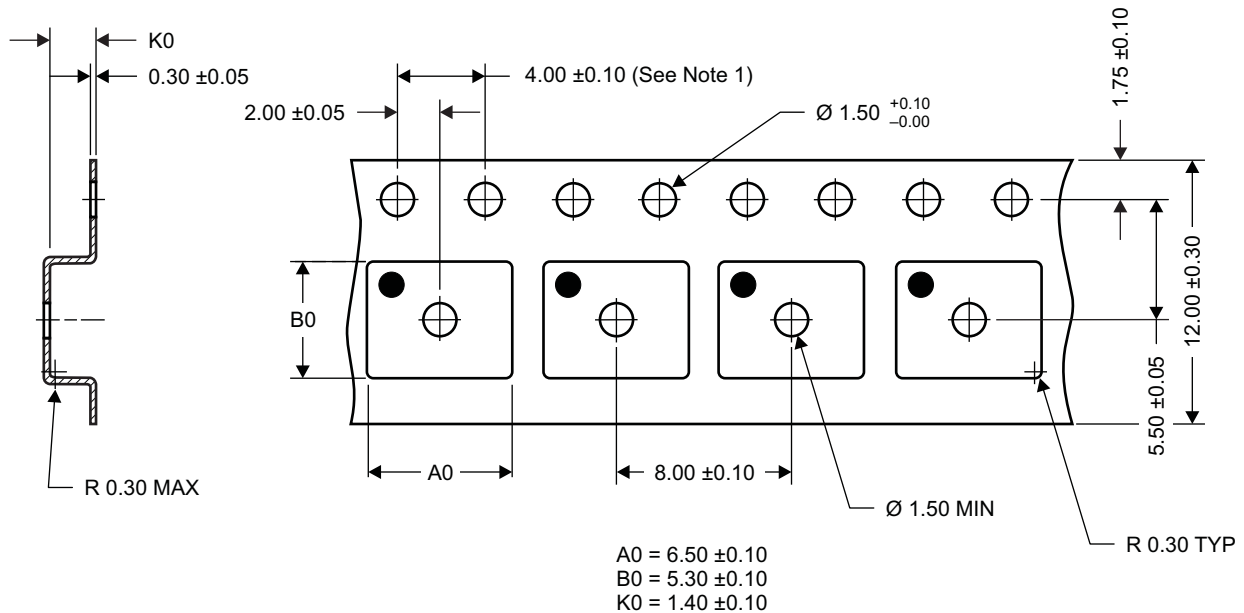 K0
0.30 ±0.05
4.00 ±0.10 (See Note 1)
2.00 ±0.05
Ø 1.50 +0.10
–0.00
1.75 ±0.10
B0
12.00 ±0.30
5.50 ±0.05
A0
8.00 ±0.10
R 0.30 MAX
Ø 1.50 MIN
R 0.30 TYP
A0 = 6.50 ±0.10
B0 = 5.30 ±0.10
K0 = 1.40 ±0.10